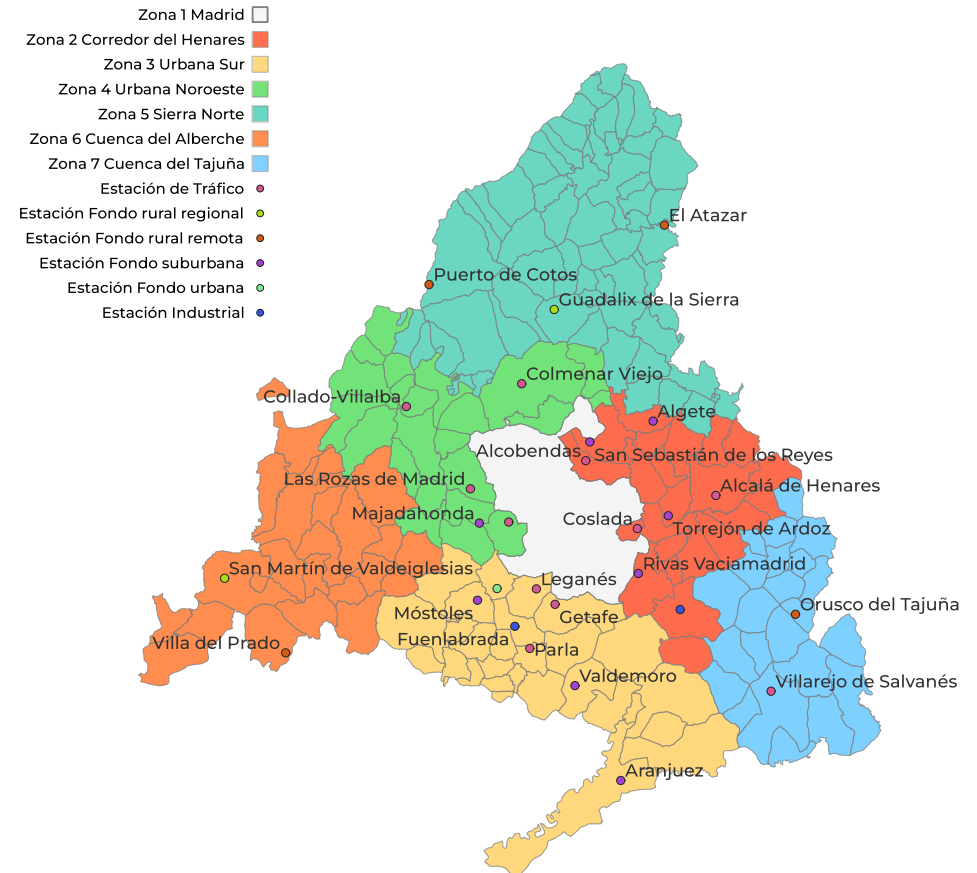 Zona 1 Madrid
Zona 2 Corredor del Henares
Zona 3 Urbana Sur
Zona 4 Urbana Noroeste
Zona 5 Sierra Norte
Zona 6 Cuenca del Alberche
Zona 7 Cuenca del Tajuña
Estación de Tráfico
Estación Fondo rural regional
Estación Fondo rural remota
Estación Fondo suburbana
Estación Fondo urbana
Estación Industrial
El Atazar
Puerto de Cotos
Guadalix de la Sierra
Colmenar Viejo
Collado-Villalba
Algete
Alcobendas
San Sebastián de los Reyes
Las Rozas de Madrid
Alcalá de Henares
Majadahonda
Coslada
Torrejón de Ardoz
San Martín de Valdeiglesias
Rivas Vaciamadrid
Leganés
Móstoles
Getafe
Orusco del Tajuña
Villa del Prado
Fuenlabrada
Parla
Valdemoro
Villarejo de Salvanés
Aranjuez